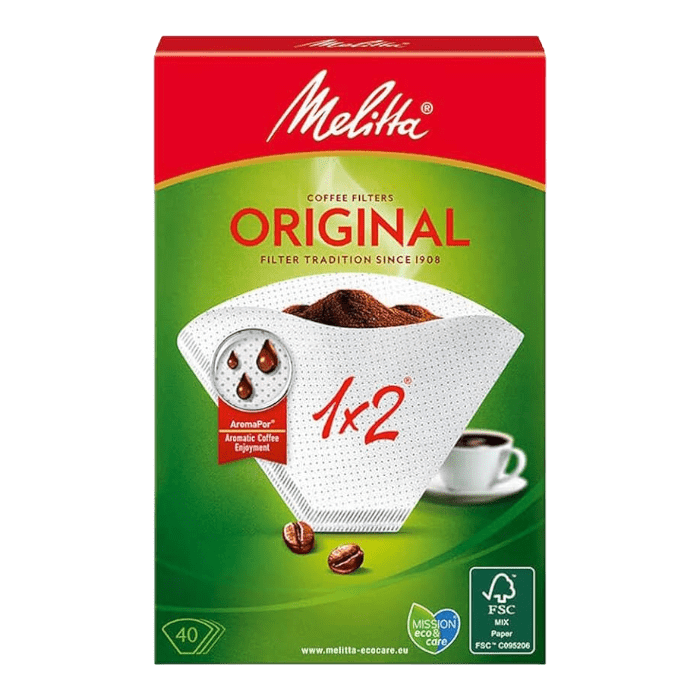 Melitta®
COFFEE FILTERS
ORIGINAL
FILTER TRADITION SINCE 1908
1x2®
AromaPor®
Aromatic Coffee
Enjoyment
40
www.melitta-ecocare.eu
MISSION
eco &
care
FSC
MIX
Paper
FSC™ C095206